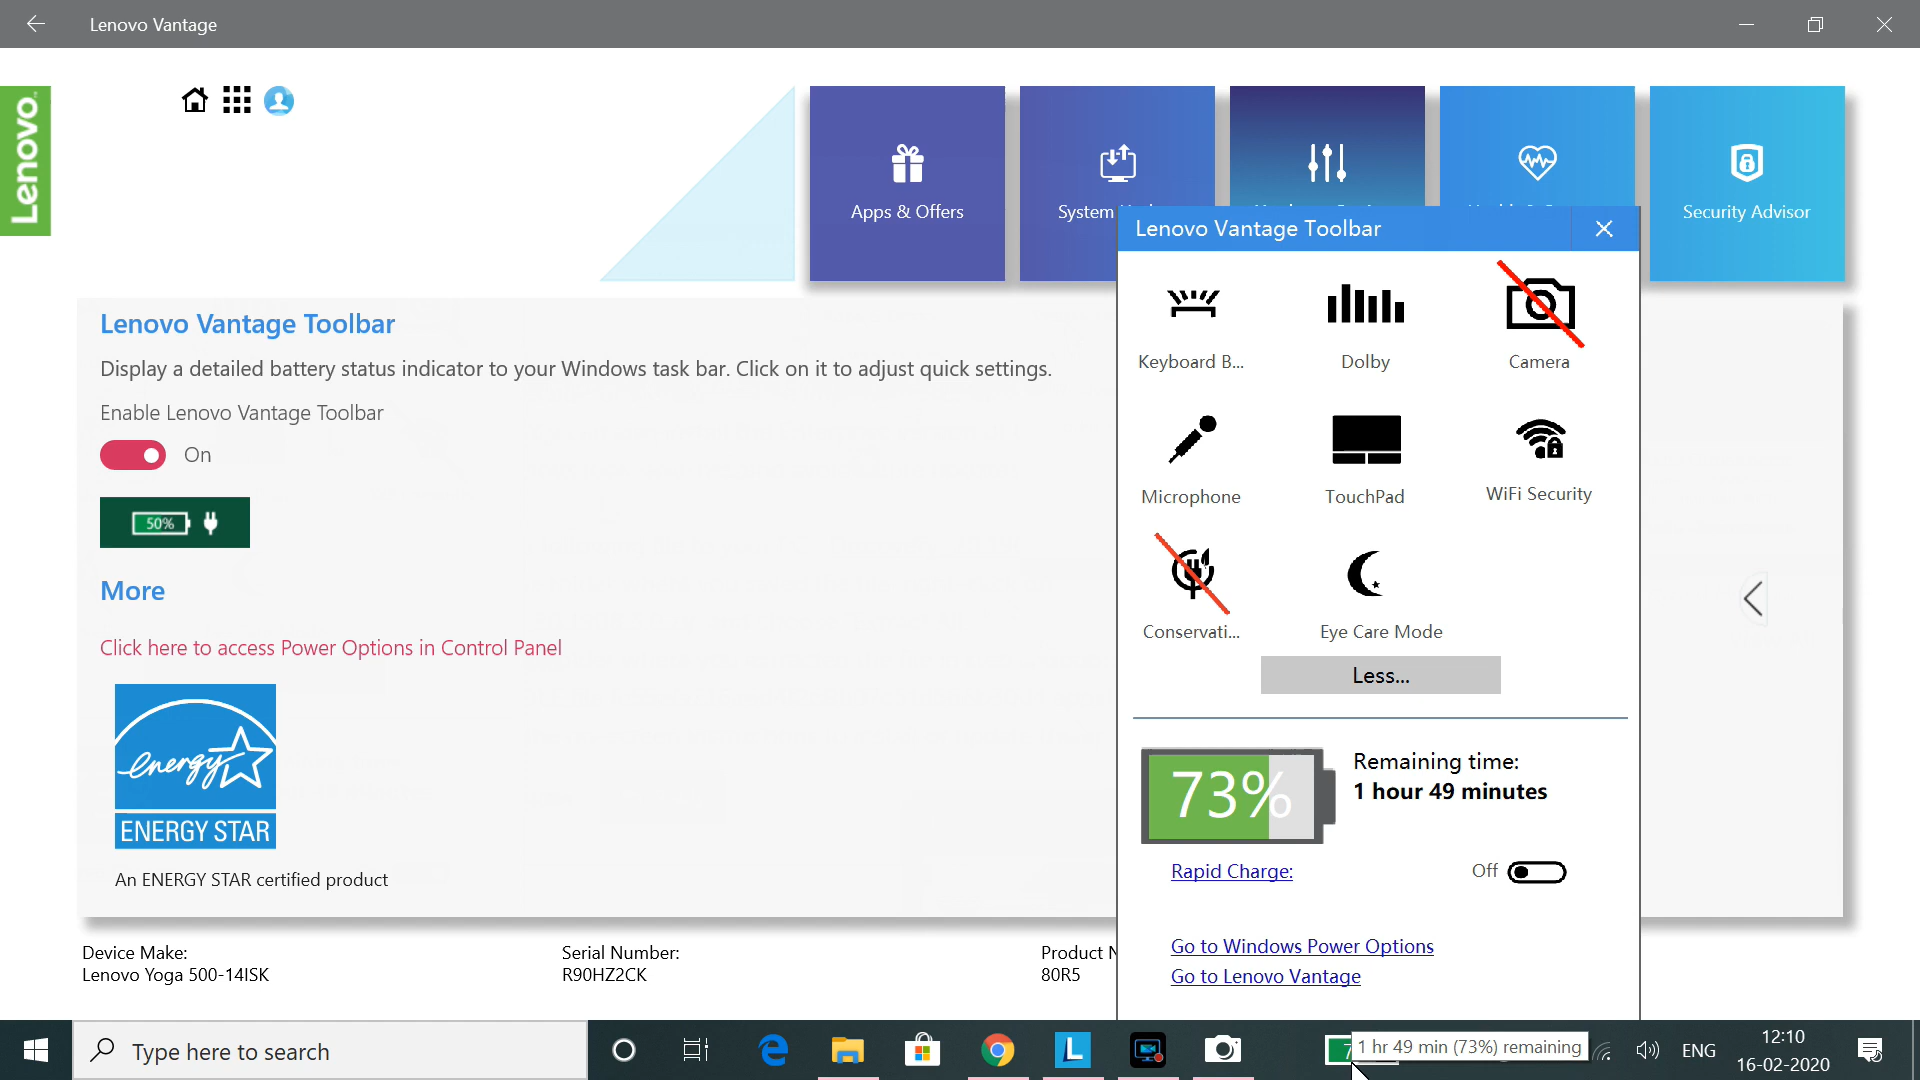 Lenovo Vantage
Lenovo
Apps & Offers
System
Security Advisor
Lenovo Vantage Toolbar
Display a detailed battery status indicator to your Windows task bar. Click on it to adjust quick settings.
Enable Lenovo Vantage Toolbar
On
50%
More
Click here to access Power Options in Control Panel
energy
ENERGY STAR
An ENERGY STAR certified product
Device Make:
Lenovo Yoga 500-14ISK
Serial Number:
R90HZ2CK
Product N
80R5
Lenovo Vantage Toolbar
Keyboard B...
Dolby
Camera
Microphone
TouchPad
WiFi Security
Conservati...
Eye Care Mode
Less...
73%
Remaining time:
1 hour 49 minutes
Rapid Charge:
Off
Go to Windows Power Options
Go to Lenovo Vantage
Type here to search
L
7
1 hr 49 min (73%) remaining
ENG
12:10
16-02-2020